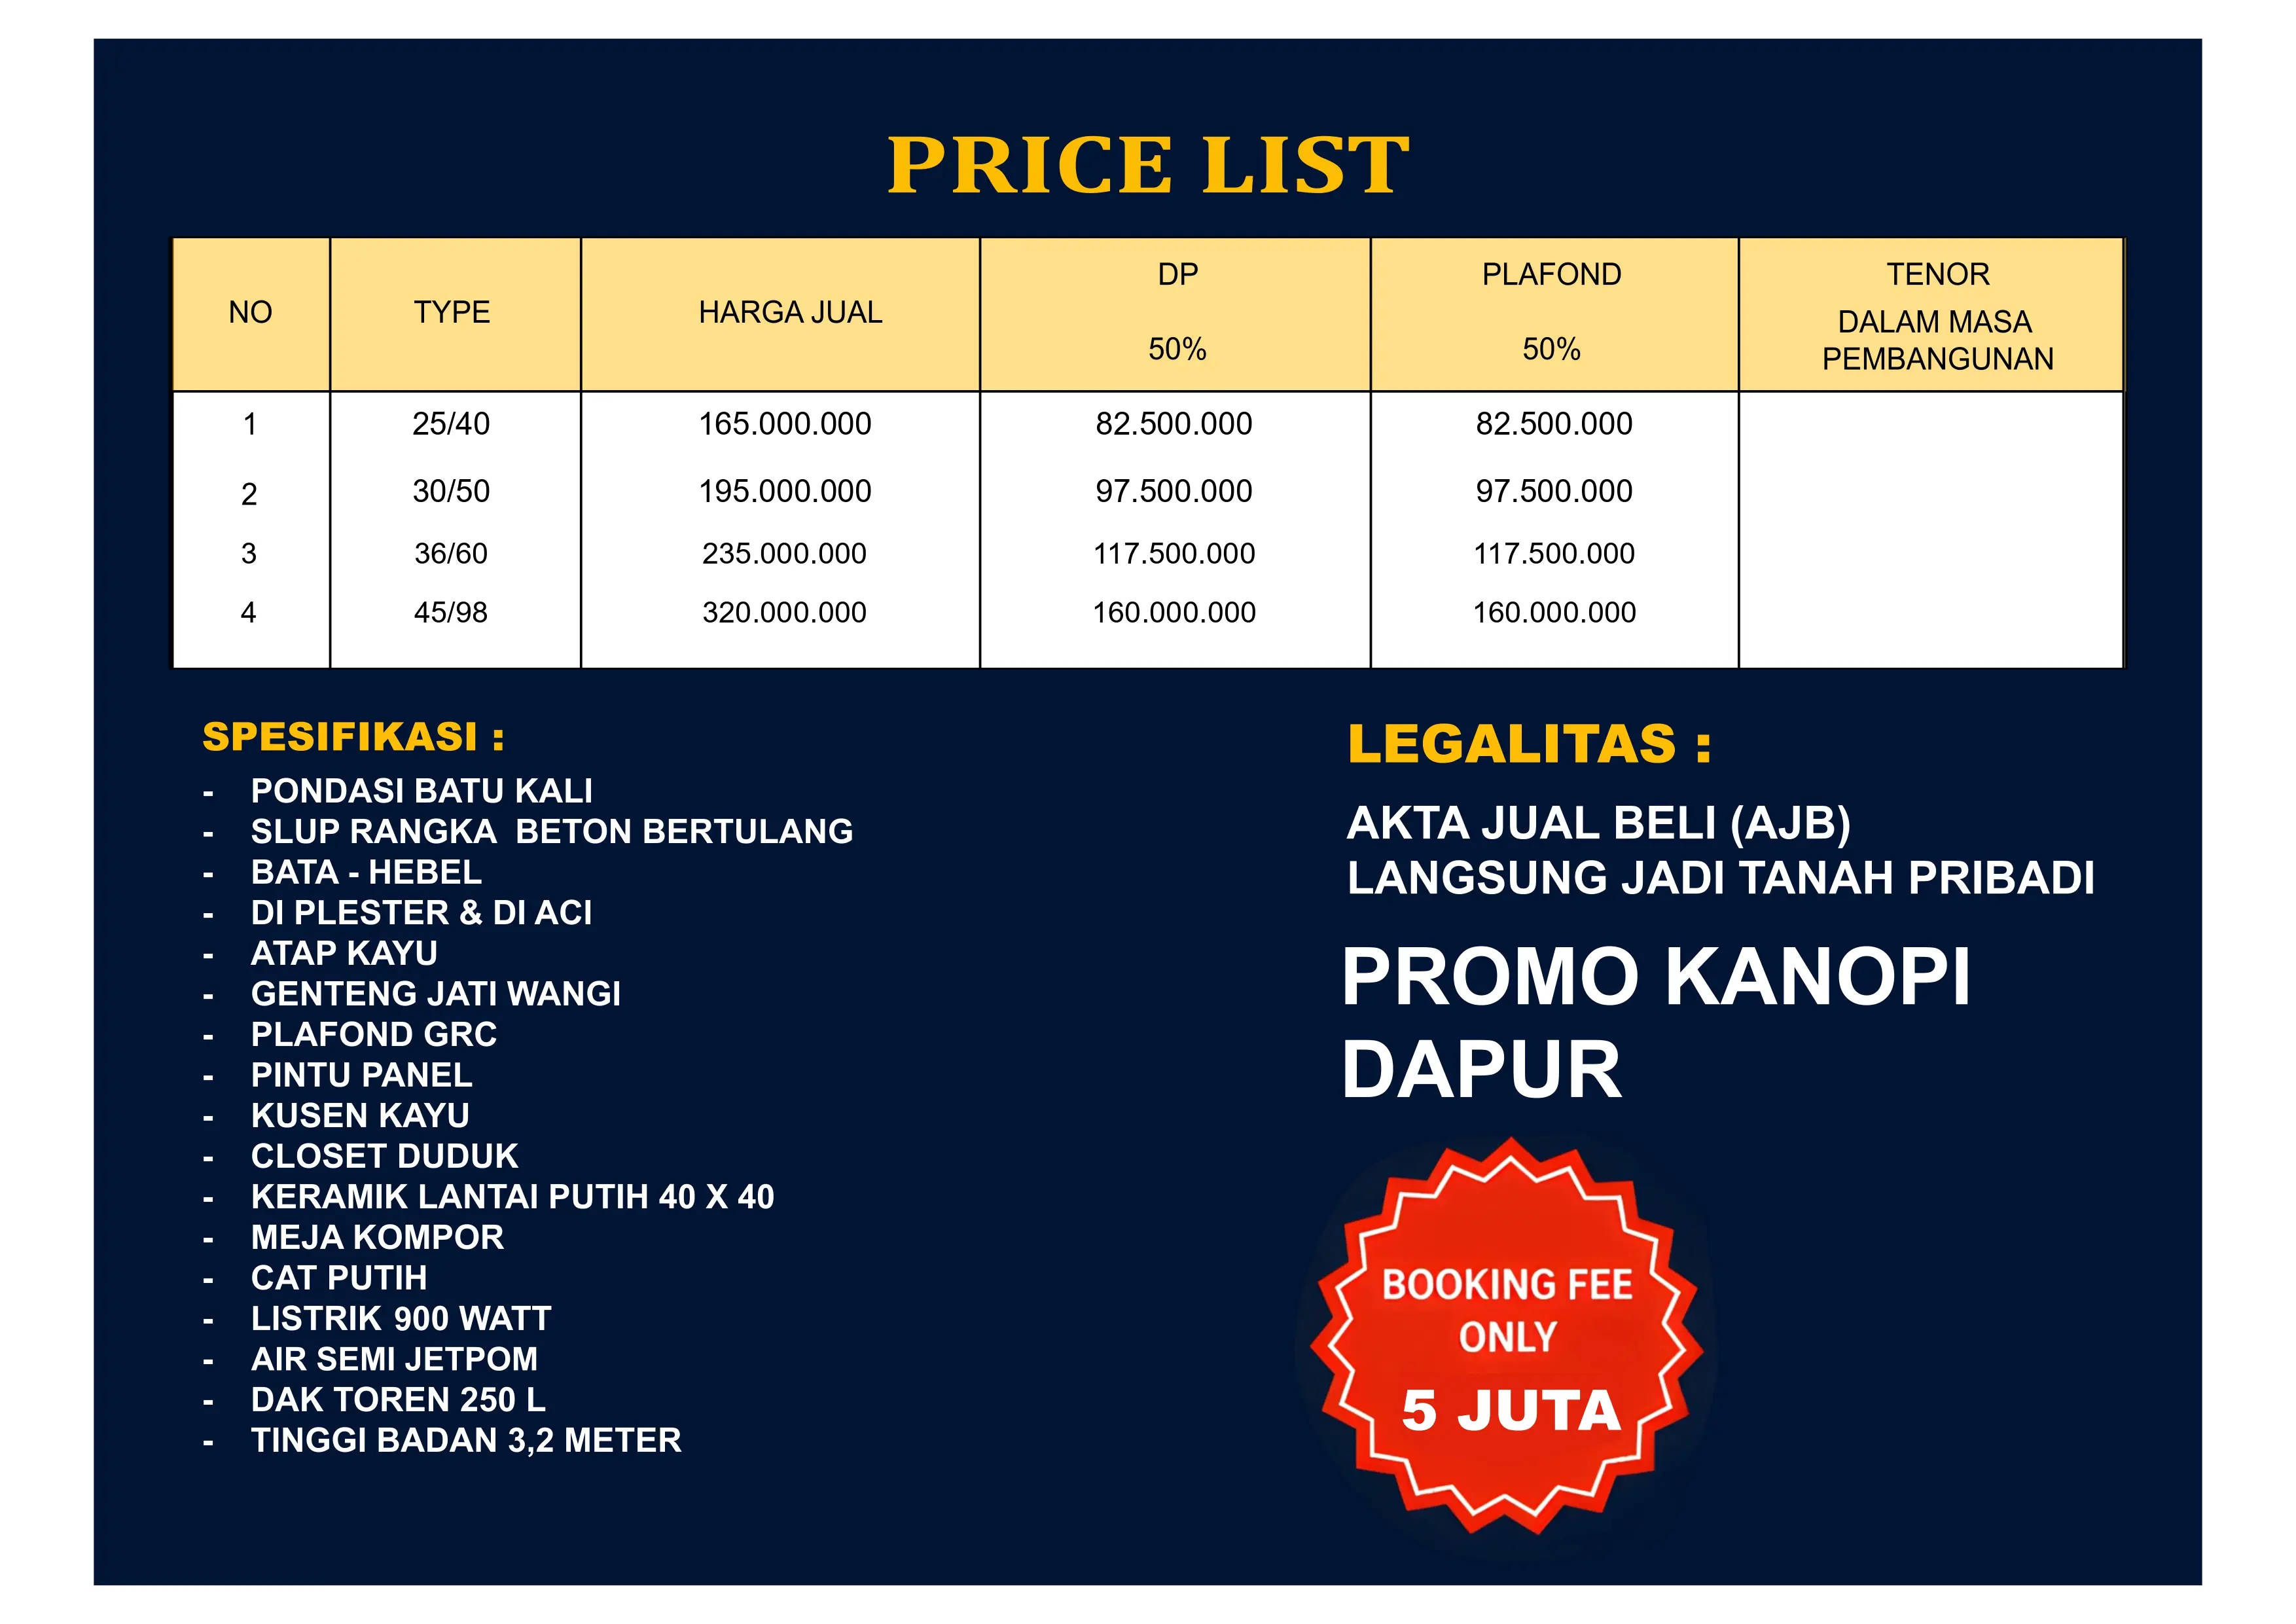 PRICE LIST
NO TYPE HARGA JUAL DP 50% PLAFOND 50% TENOR DALAM MASA PEMBANGUNAN
1 25/40 165.000.000 82.500.000 82.500.000
2 30/50 195.000.000 97.500.000 97.500.000
3 36/60 235.000.000 117.500.000 117.500.000
4 45/98 320.000.000 160.000.000 160.000.000
SPESIFIKASI :
- PONDASI BATU KALI
- SLUP RANGKA BETON BERTULANG
- BATA - HEBEL
- DI PLESTER & DI ACI
- ATAP KAYU
- GENTENG JATI WANGI
- PLAFOND GRC
- PINTU PANEL
- KUSEN KAYU
- CLOSET DUDUK
- KERAMIK LANTAI PUTIH 40 X 40
- MEJA KOMPOR
- CAT PUTIH
- LISTRIK 900 WATT
- AIR SEMI JETPOM
- DAK TOREN 250 L
- TINGGI BADAN 3,2 METER
LEGALITAS :
AKTA JUAL BELI (AJB)
LANGSUNG JADI TANAH PRIBADI
PROMO KANOPI
DAPUR
BOOKING FEE
ONLY
5 JUTA